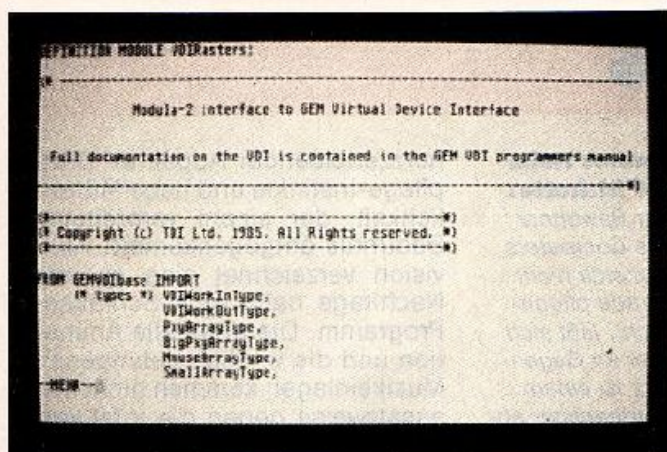 DEFINITION MODULE VDIRasters;
(* ------------------------------------------------------------
Modula-2 interface to GEM Virtual Device Interface
Full documentation on the VDI is contained in the GEM VDI programmers manual
------------------------------------------------------------*)
(*------------------------------------------*)
(* Copyright (c) TDI Ltd. 1985. All Rights reserved. *)
(*------------------------------------------*)
FROM GEMVDIbase IMPORT
(* types *) VDIWorkInType,
VDIWorkOutType,
PxyArrayType,
BigPxyArrayType,
MouseArrayType,
SmallArrayType,